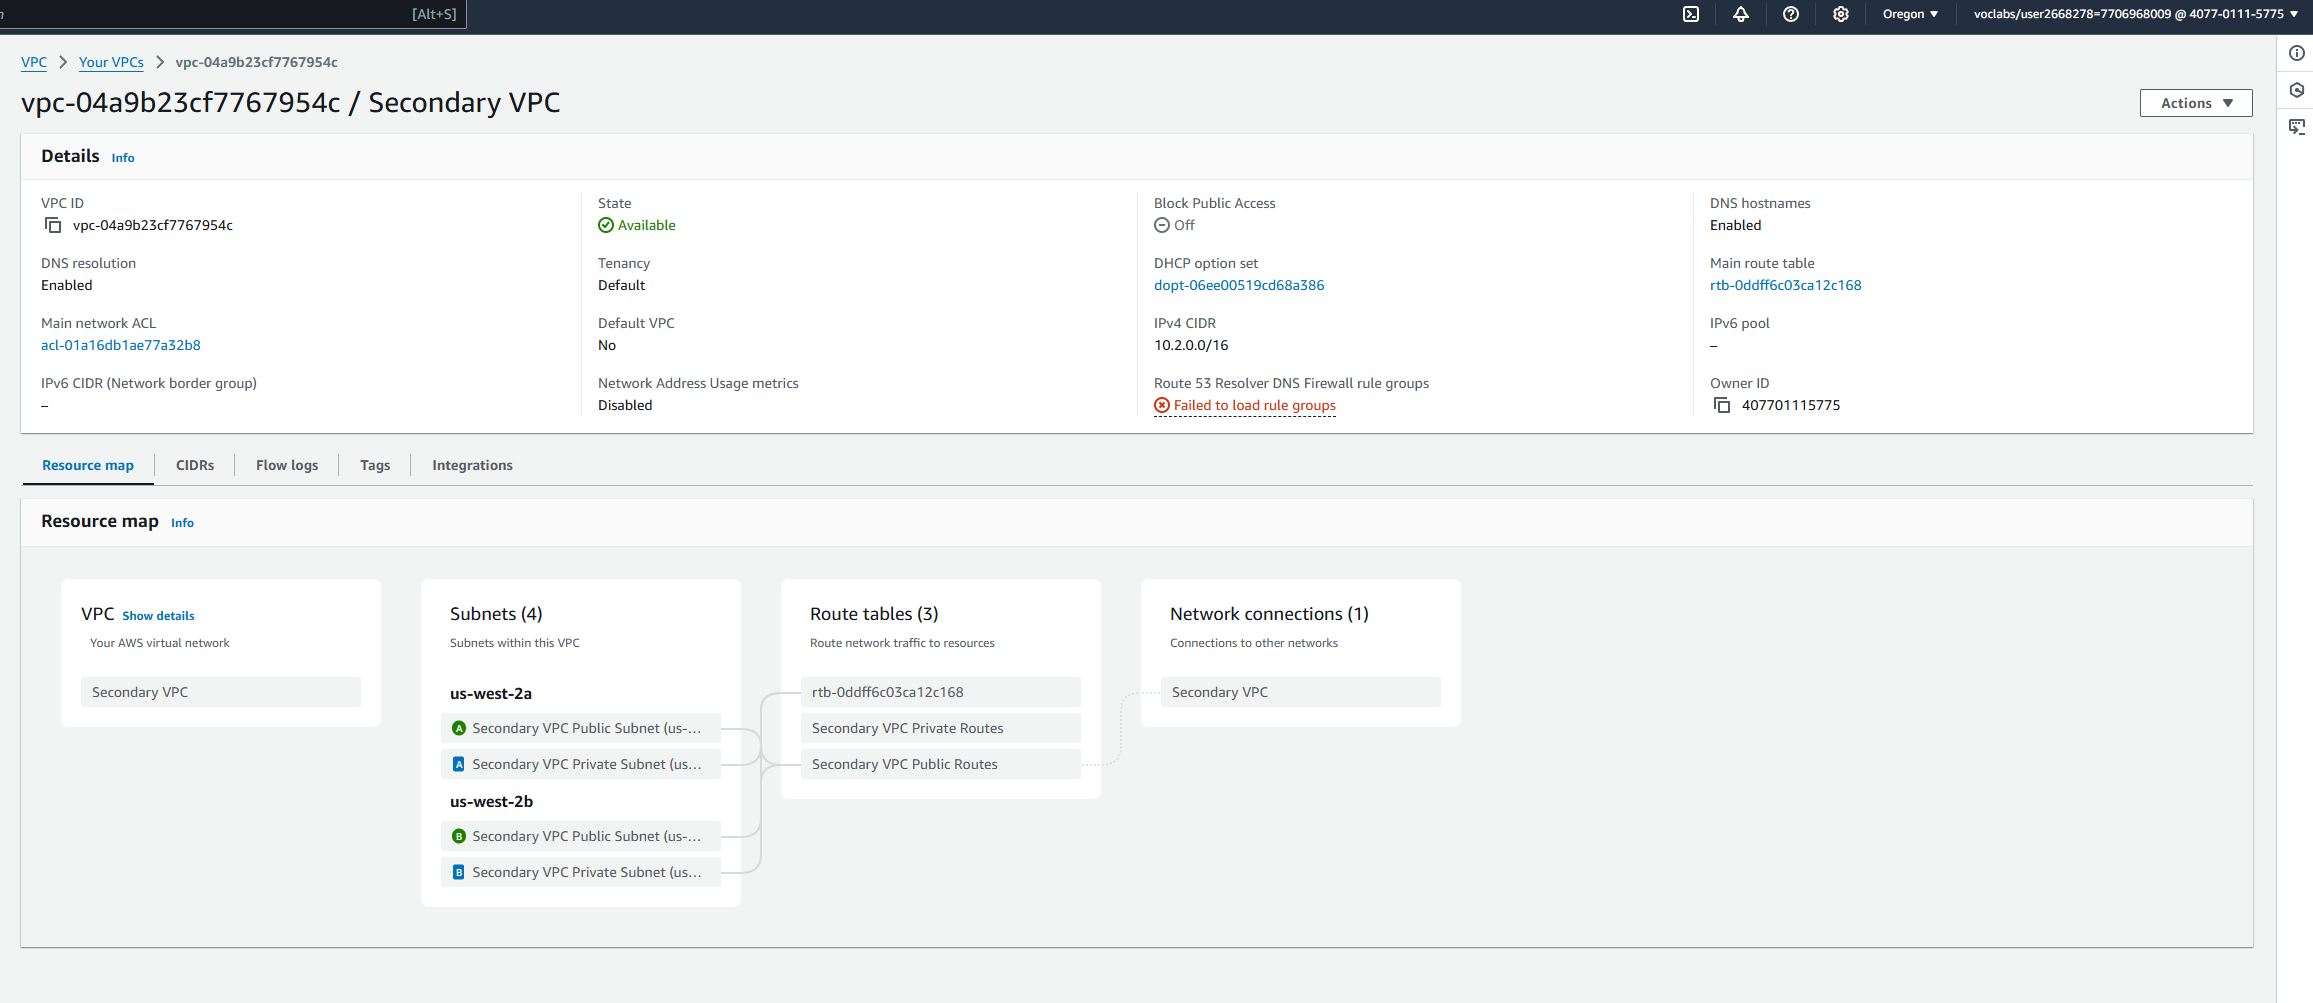 [Alt+S]
Oregon
voclabs/user2668278=7706968009 @ 4077-0111-5775
VPC
Your VPCs
vpc-04a9b23cf7767954c
vpc-04a9b23cf7767954c / Secondary VPC
Actions
Details Info
VPC ID
vpc-04a9b23cf7767954c
State
Available
Block Public Access
Off
DNS hostnames
Enabled
DNS resolution
Enabled
Tenancy
Default
DHCP option set
dopt-06ee00519cd68a386
Main route table
rtb-0ddff6c03ca12c168
Main network ACL
acl-01a16db1ae77a32b8
Default VPC
No
IPv4 CIDR
10.2.0.0/16
IPv6 pool
–
IPv6 CIDR (Network border group)
–
Network Address Usage metrics
Disabled
Route 53 Resolver DNS Firewall rule groups
Failed to load rule groups
Owner ID
407701115775
Resource map
CIDRs
Flow logs
Tags
Integrations
Resource map Info
VPC Show details
Your AWS virtual network
Secondary VPC
Subnets (4)
Subnets within this VPC
us-west-2a
A Secondary VPC Public Subnet (us-...
A Secondary VPC Private Subnet (us...
us-west-2b
B Secondary VPC Public Subnet (us-...
B Secondary VPC Private Subnet (us...
Route tables (3)
Route network traffic to resources
rtb-0ddff6c03ca12c168
Secondary VPC Private Routes
Secondary VPC Public Routes
Network connections (1)
Connections to other networks
Secondary VPC